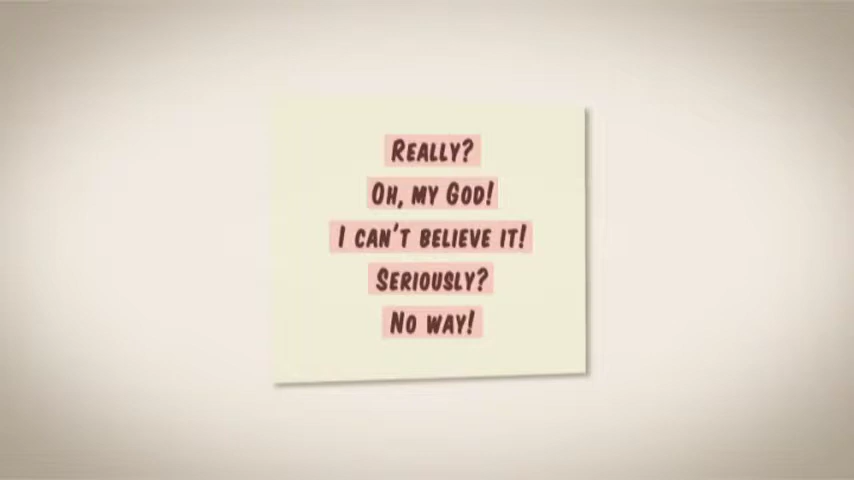 Really?
Oh, my God!
I can't believe it!
Seriously?
No way!